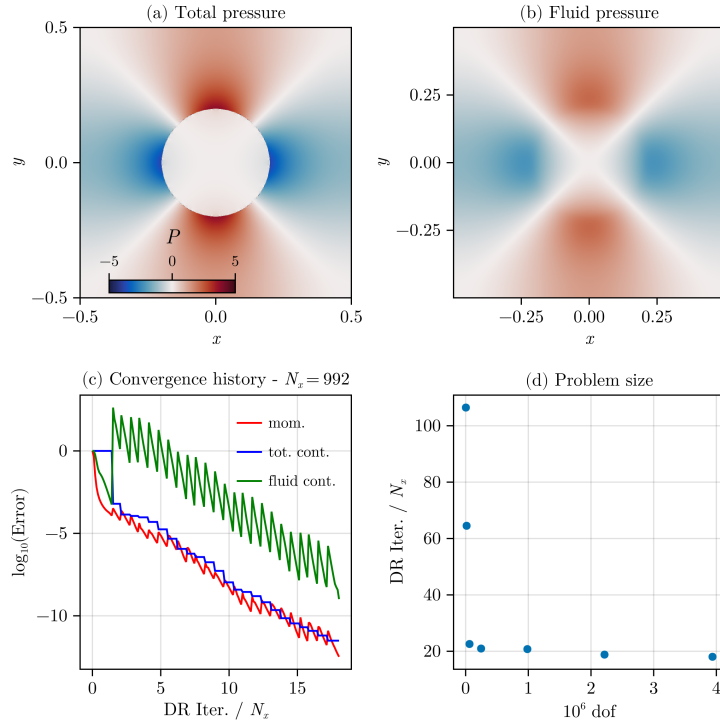 (a) Total pressure
(b) Fluid pressure
0.5
0.0
−0.5
y
−0.5
0.0
0.5
x
P
−5
0
5
0.25
0.00
−0.25
y
−0.25
0.00
0.25
x
(c) Convergence history - Nx = 992
(d) Problem size
mom.
tot. cont.
fluid cont.
0
−5
−10
log10(Error)
0
5
10
15
DR Iter. / Nx
100
80
60
40
20
DR Iter. / Nx
0
1
2
3
4
10^6 dof